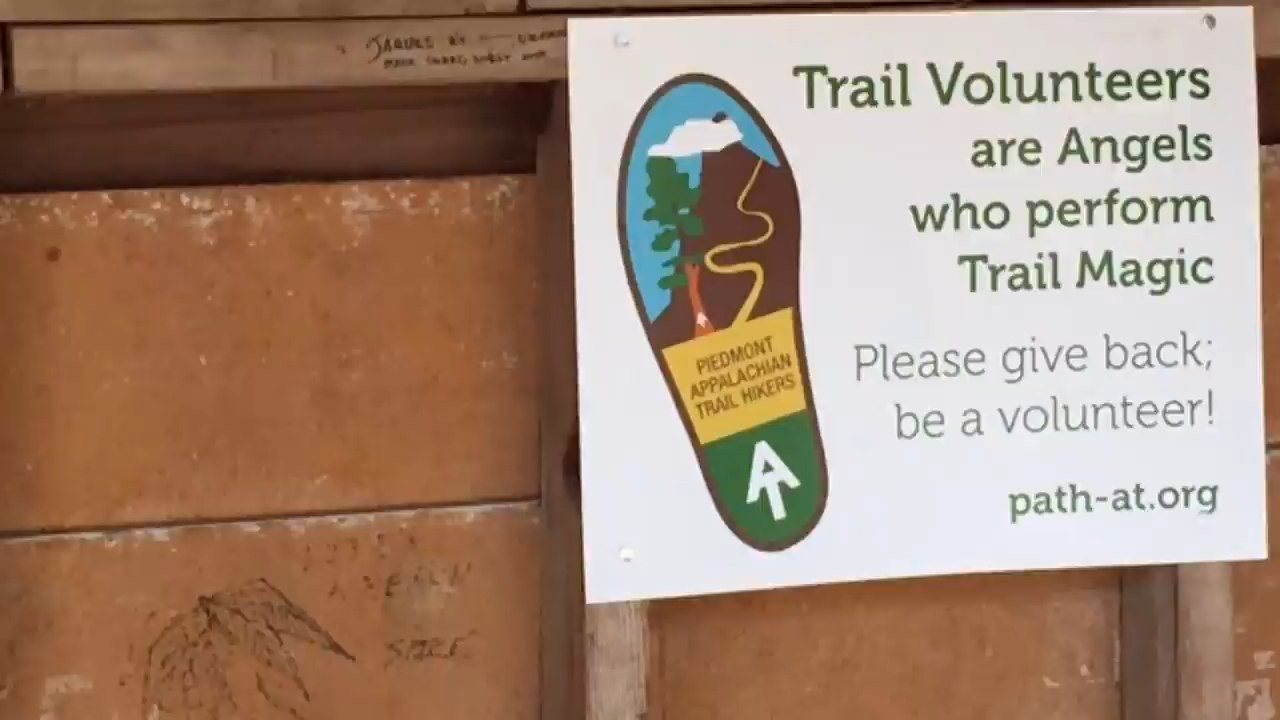 Trail Volunteers
are Angels
who perform
Trail Magic
Please give back;
be a volunteer!
path-at.org
PIEDMONT
APPALACHIAN
TRAIL HIKERS